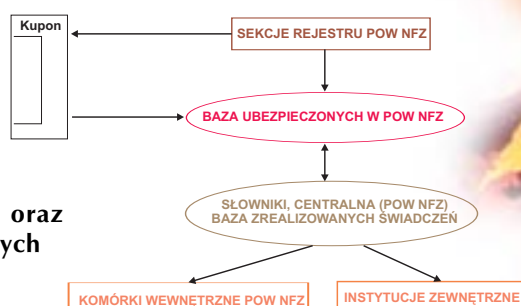 Kupon
SEKCJE REJESTRU POW NFZ
BAZA UBEZPIECZONYCH W POW NFZ
oraz
ych
SŁOWNIKI, CENTRALNA (POW NFZ)
BAZA ZREALIZOWANYCH ŚWIADCZEŃ
KOMÓRKI WEWNĘTRZNE POW NFZ
INSTYTUCJE ZEWNĘTRZNE